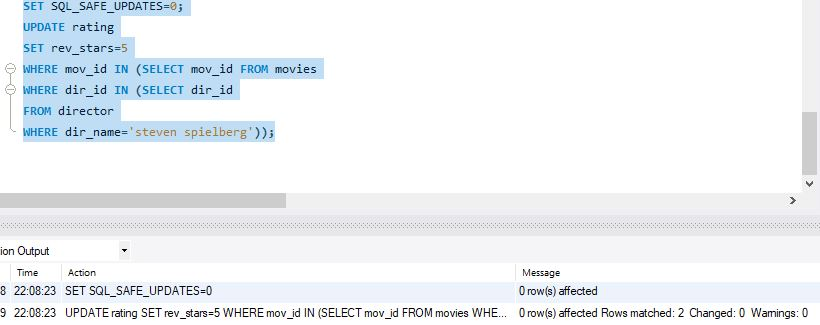 SET SQL_SAFE_UPDATES=0;
UPDATE rating
SET rev_stars=5
WHERE mov_id IN (SELECT mov_id FROM movies
WHERE dir_id IN (SELECT dir_id
FROM director
WHERE dir_name='steven spielberg'));
ion Output
Time Action Message
8 22:08:23 SET SQL_SAFE_UPDATES=0 0 row(s) affected
9 22:08:23 UPDATE rating SET rev_stars=5 WHERE mov_id IN (SELECT mov_id FROM movies WHE... 0 row(s) affected Rows matched: 2 Changed: 0 Warnings: 0